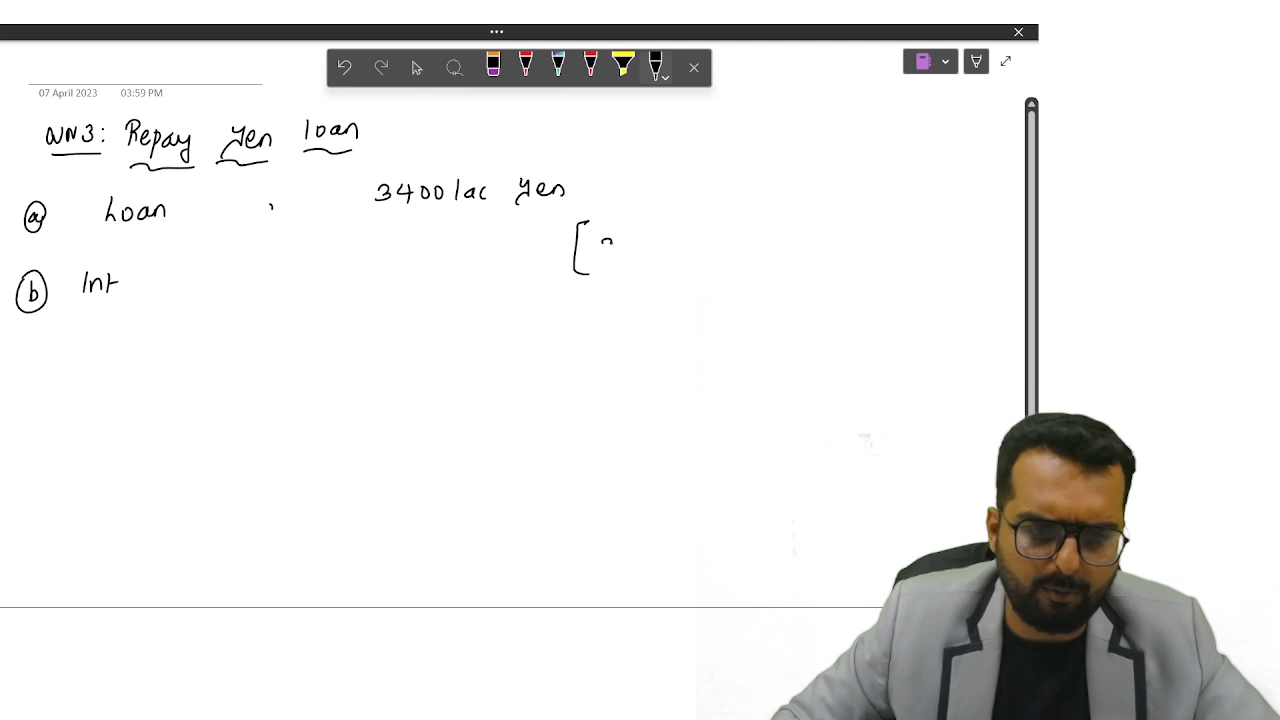 07 April 2023 03:59 PM
WN3: Repay Yen loan
(a) Loan 3400 lac Yen
[
(b) Int